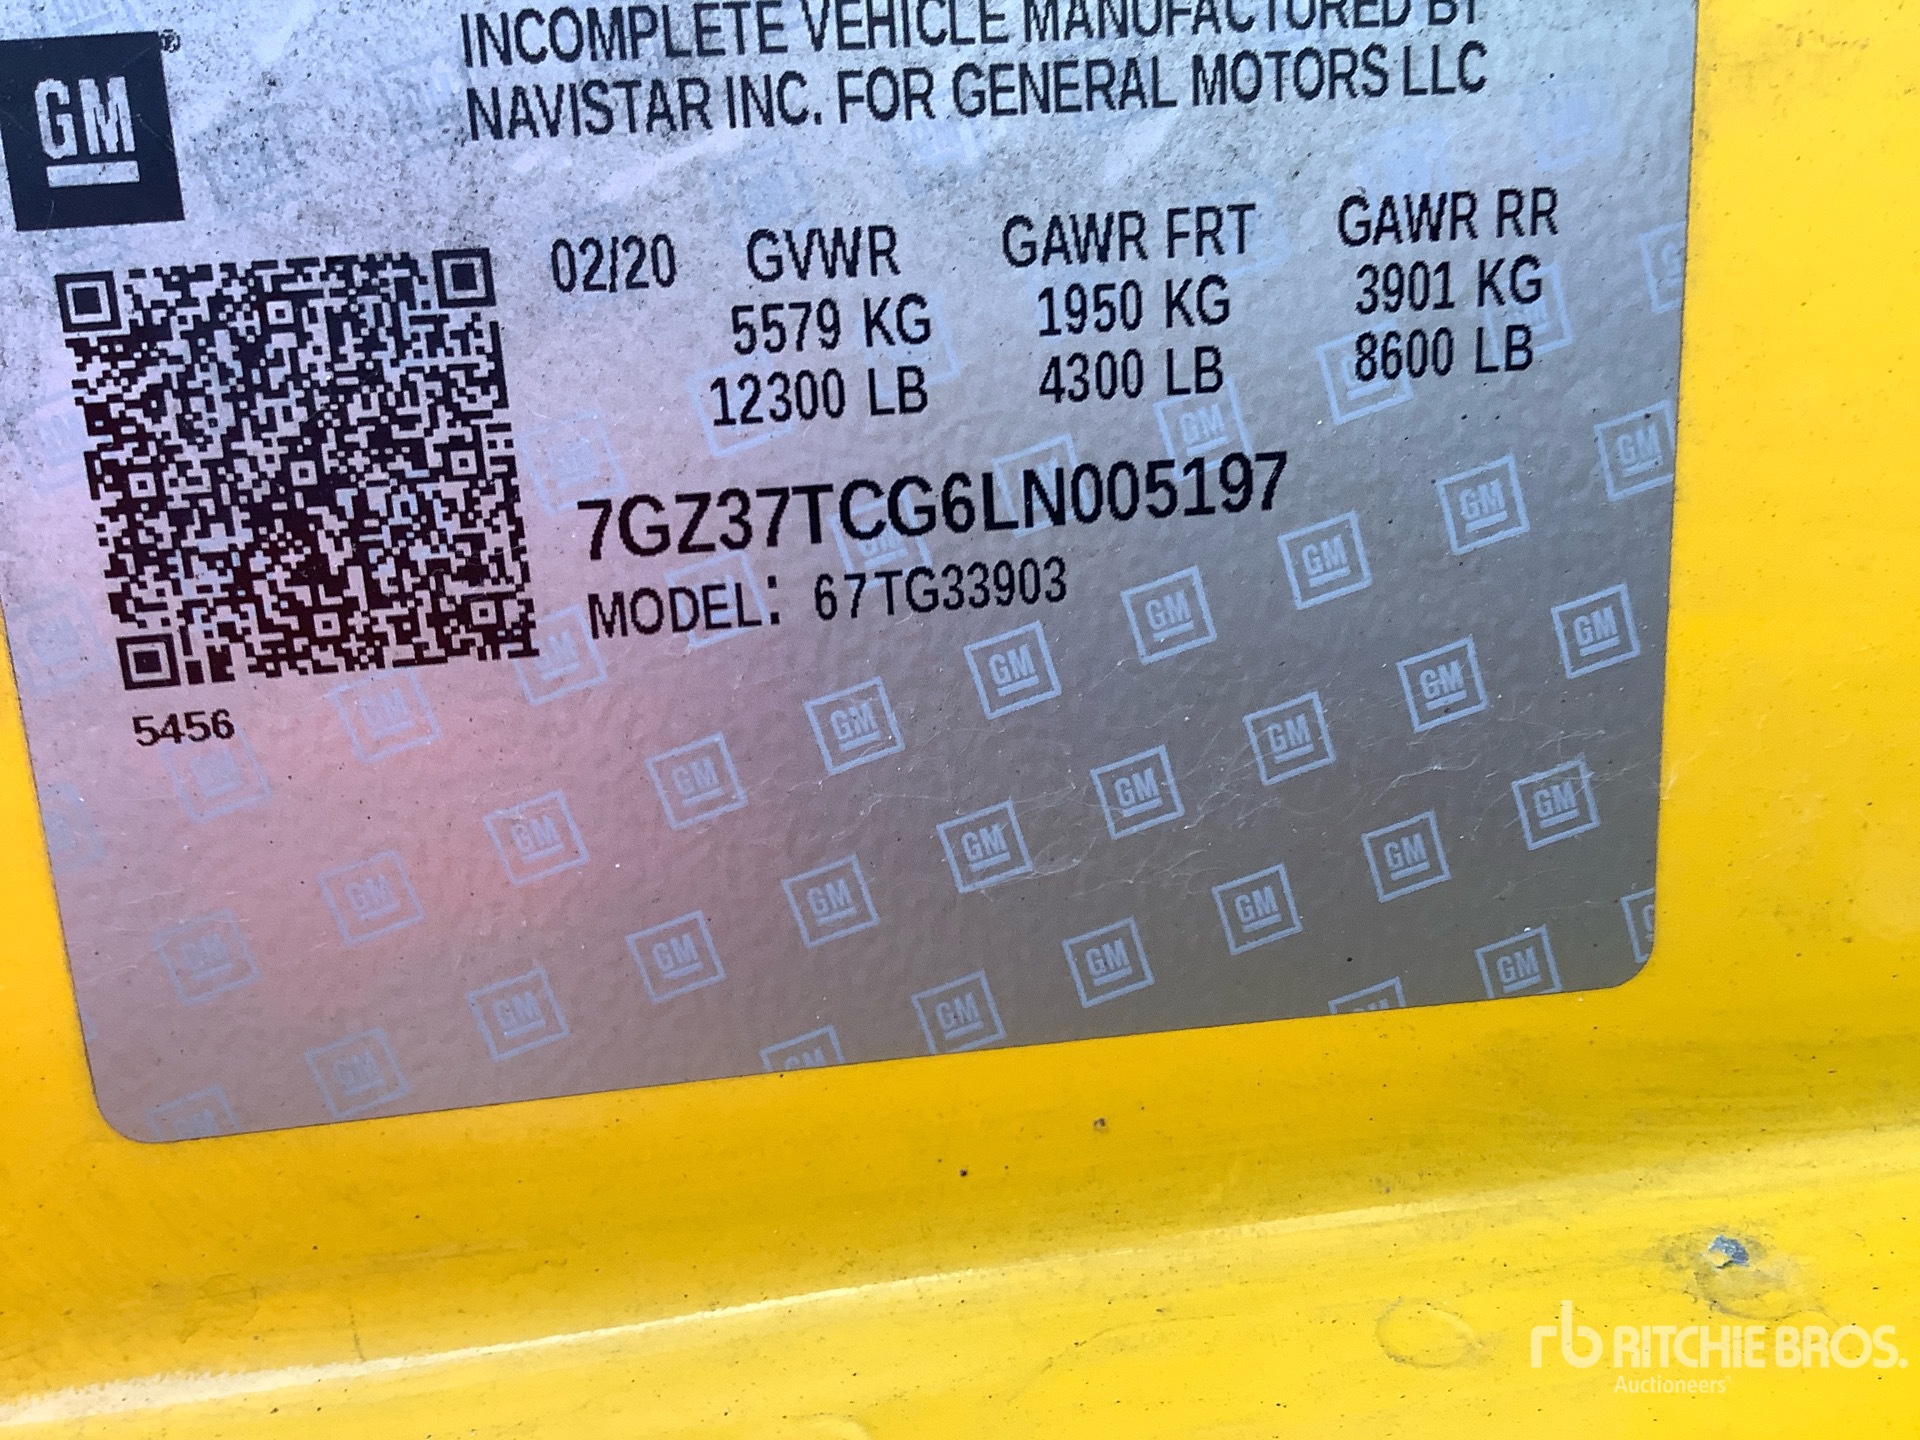 INCOMPLETE VEHICLE MANUFACTURED BY
NAVISTAR INC. FOR GENERAL MOTORS LLC
GM®
02/20 GVWR GAWR FRT GAWR RR
5579 KG 1950 KG 3901 KG
12300 LB 4300 LB 8600 LB
7GZ37TCG6LN005197
MODEL: 67TG33903
5456
rb RITCHIE BROS.
Auctioneers